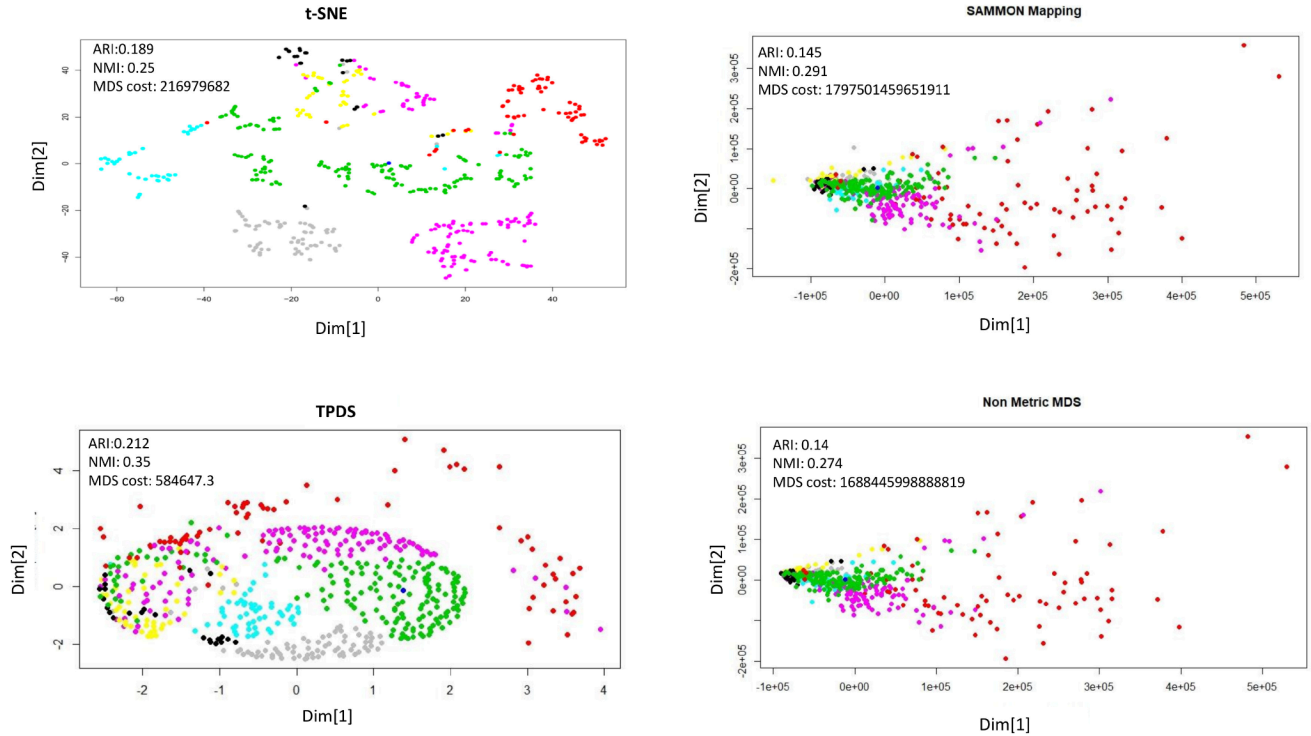 t-SNE
ARI:0.189
NMI: 0.25
MDS cost: 216979682
40
20
0
-20
-40
Dim[2]
-60
-40
-20
0
20
40
Dim[1]
SAMMON Mapping
ARI: 0.145
NMI: 0.291
MDS cost: 1797501459651911
3e+05
2e+05
1e+05
0e+00
-2e+05
Dim[2]
-1e+05
0e+00
1e+05
2e+05
3e+05
4e+05
5e+05
Dim[1]
TPDS
ARI:0.212
NMI: 0.35
MDS cost: 584647.3
4
2
0
-2
Dim[2]
-2
-1
0
1
2
3
4
Dim[1]
Non Metric MDS
ARI: 0.14
NMI: 0.274
MDS cost: 1688445998888819
3e+05
2e+05
1e+05
0e+00
-2e+05
Dim[2]
-1e+05
0e+00
1e+05
2e+05
3e+05
4e+05
5e+05
Dim[1]